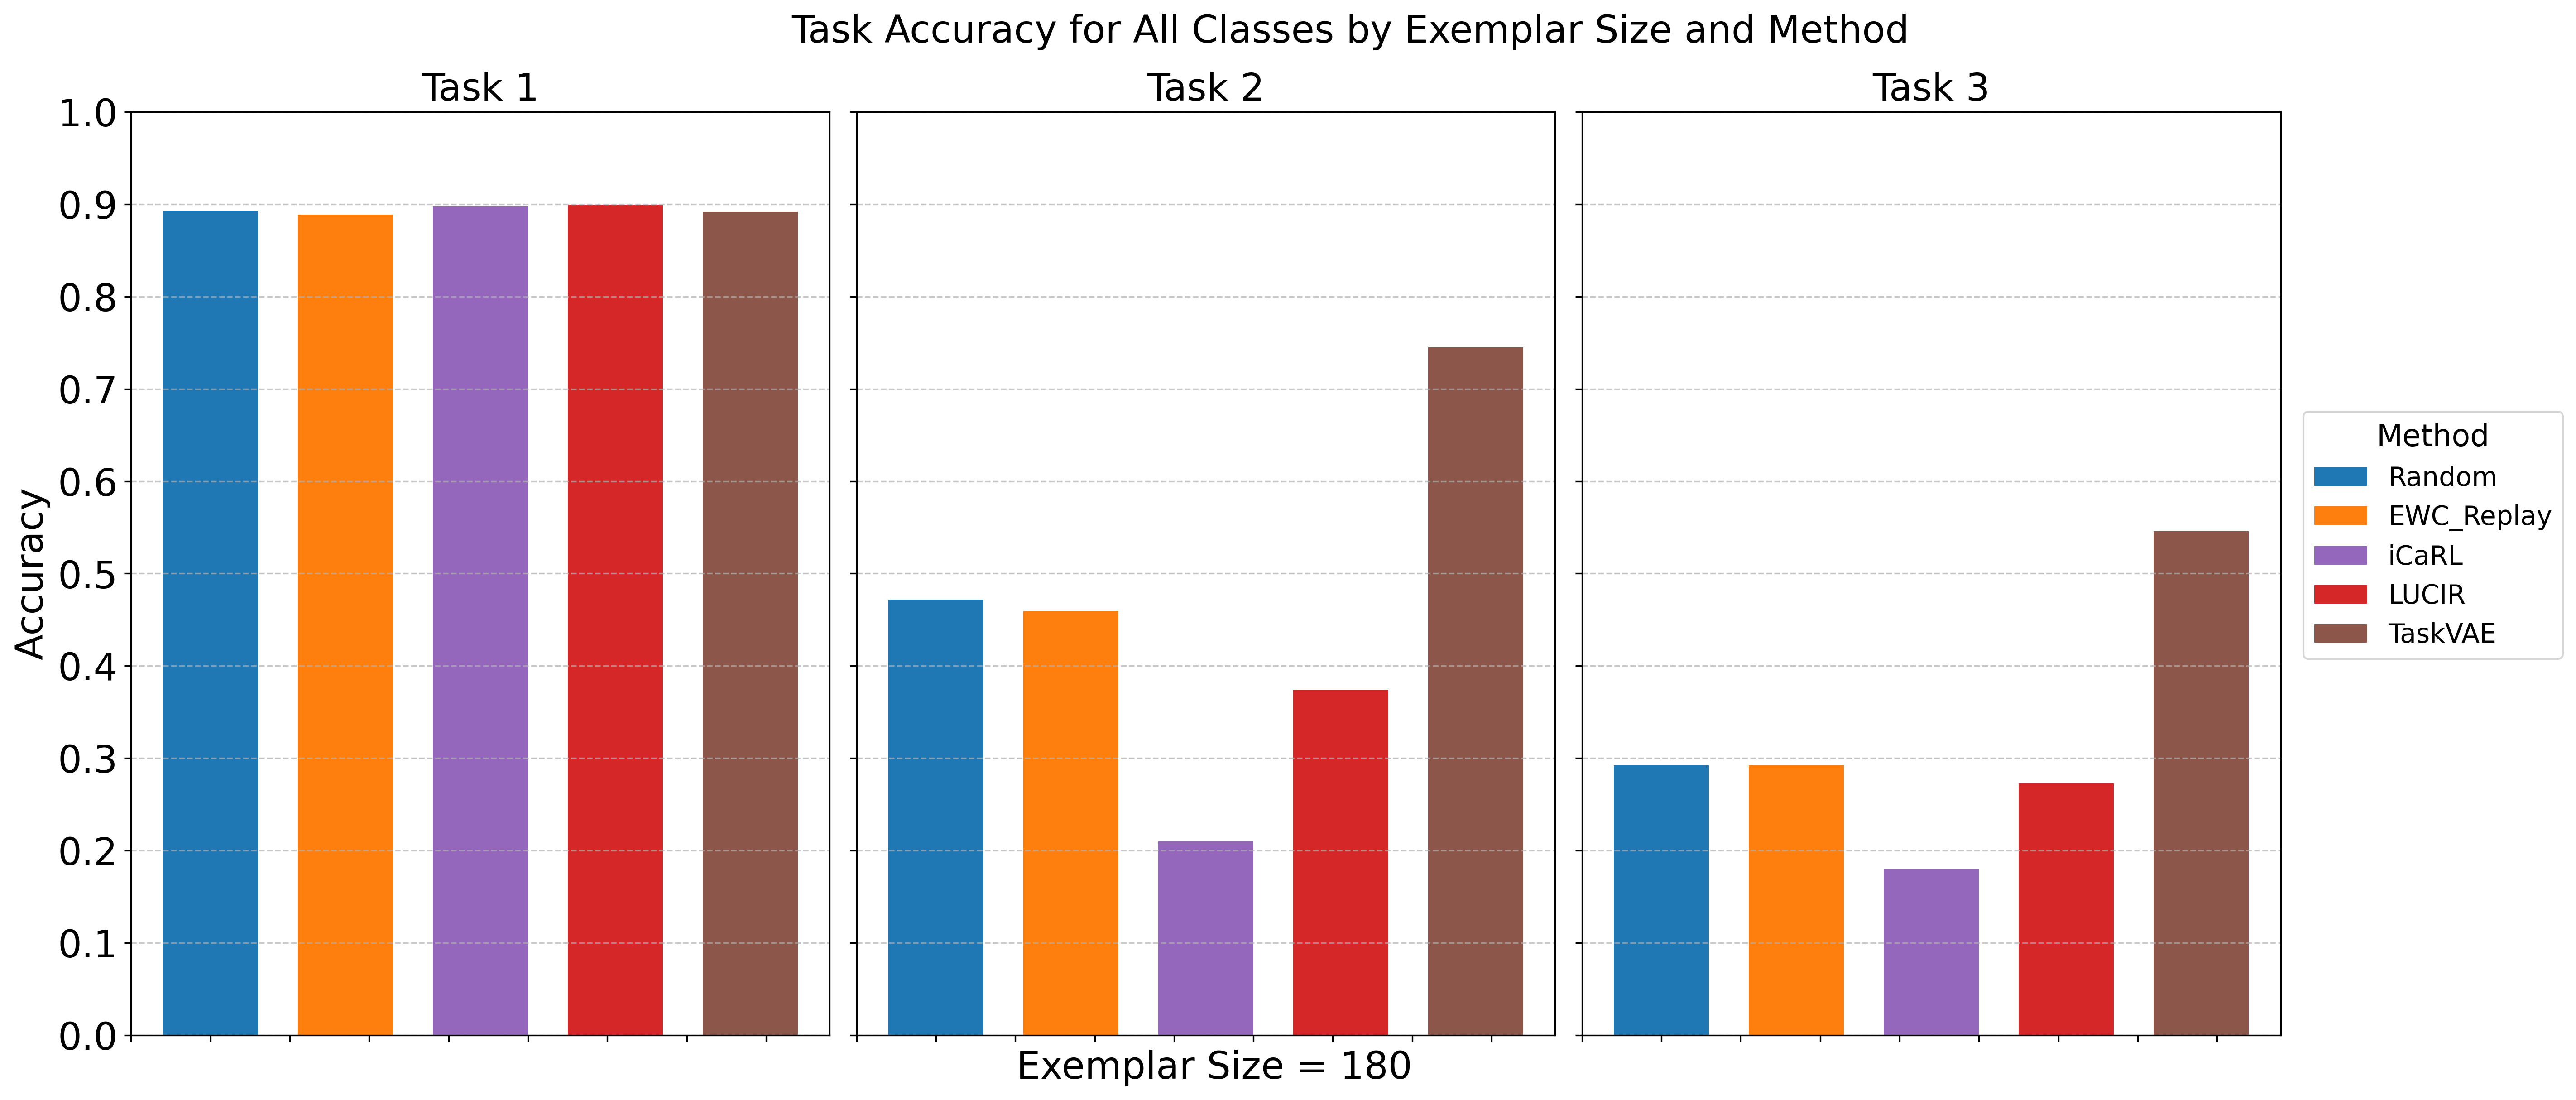 Task Accuracy for All Classes by Exemplar Size and Method
Task 1
Task 2
Task 3
1.0
0.9
0.8
0.7
0.6
0.5
0.4
0.3
0.2
0.1
0.0
Accuracy
Exemplar Size = 180
Method
Random
EWC_Replay
iCaRL
LUCIR
TaskVAE